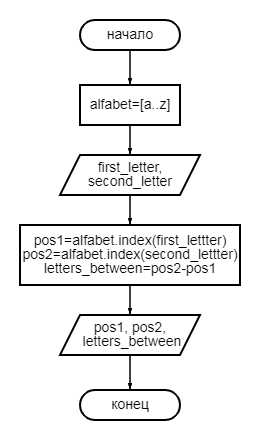 начало
alfabet=[a..z]
first_letter,
second_letter
pos1=alfabet.index(first_lettter)
pos2=alfabet.index(second_lettter)
letters_between=pos2-pos1
pos1, pos2,
letters_between
конец